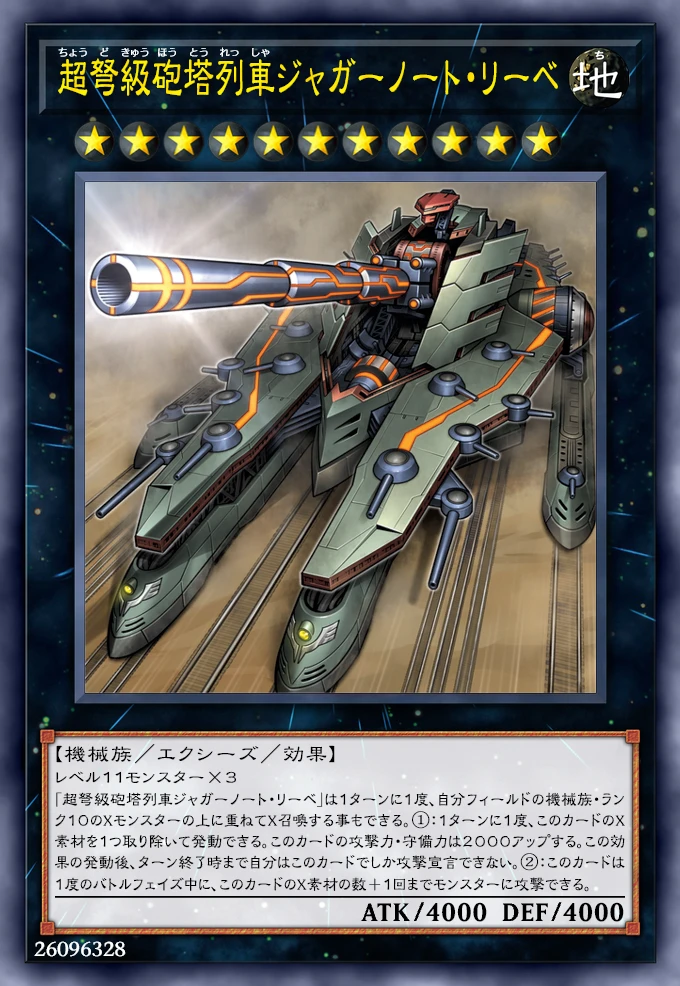 ちょう ど きゅう ほう とう れっ しゃ
超弩級砲塔列車ジャガーノート・リーベ
ち
地
【機械族／エクシーズ／効果】
レベル11モンスター×3
「超弩級砲塔列車ジャガーノート・リーベ」は1ターンに1度、自分フィールドの機械族・ラン
ク10のXモンスターの上に重ねてX召喚する事もできる。①：1ターンに1度、このカードのX
素材を1つ取り除いて発動できる。このカードの攻撃力・守備力は2000アップする。この効
果の発動後、ターン終了時まで自分はこのカードでしか攻撃宣言できない。②：このカードは
1度のバトルフェイズ中に、このカードのX素材の数＋1回までモンスターに攻撃できる。
ATK/4000 DEF/4000
26096328